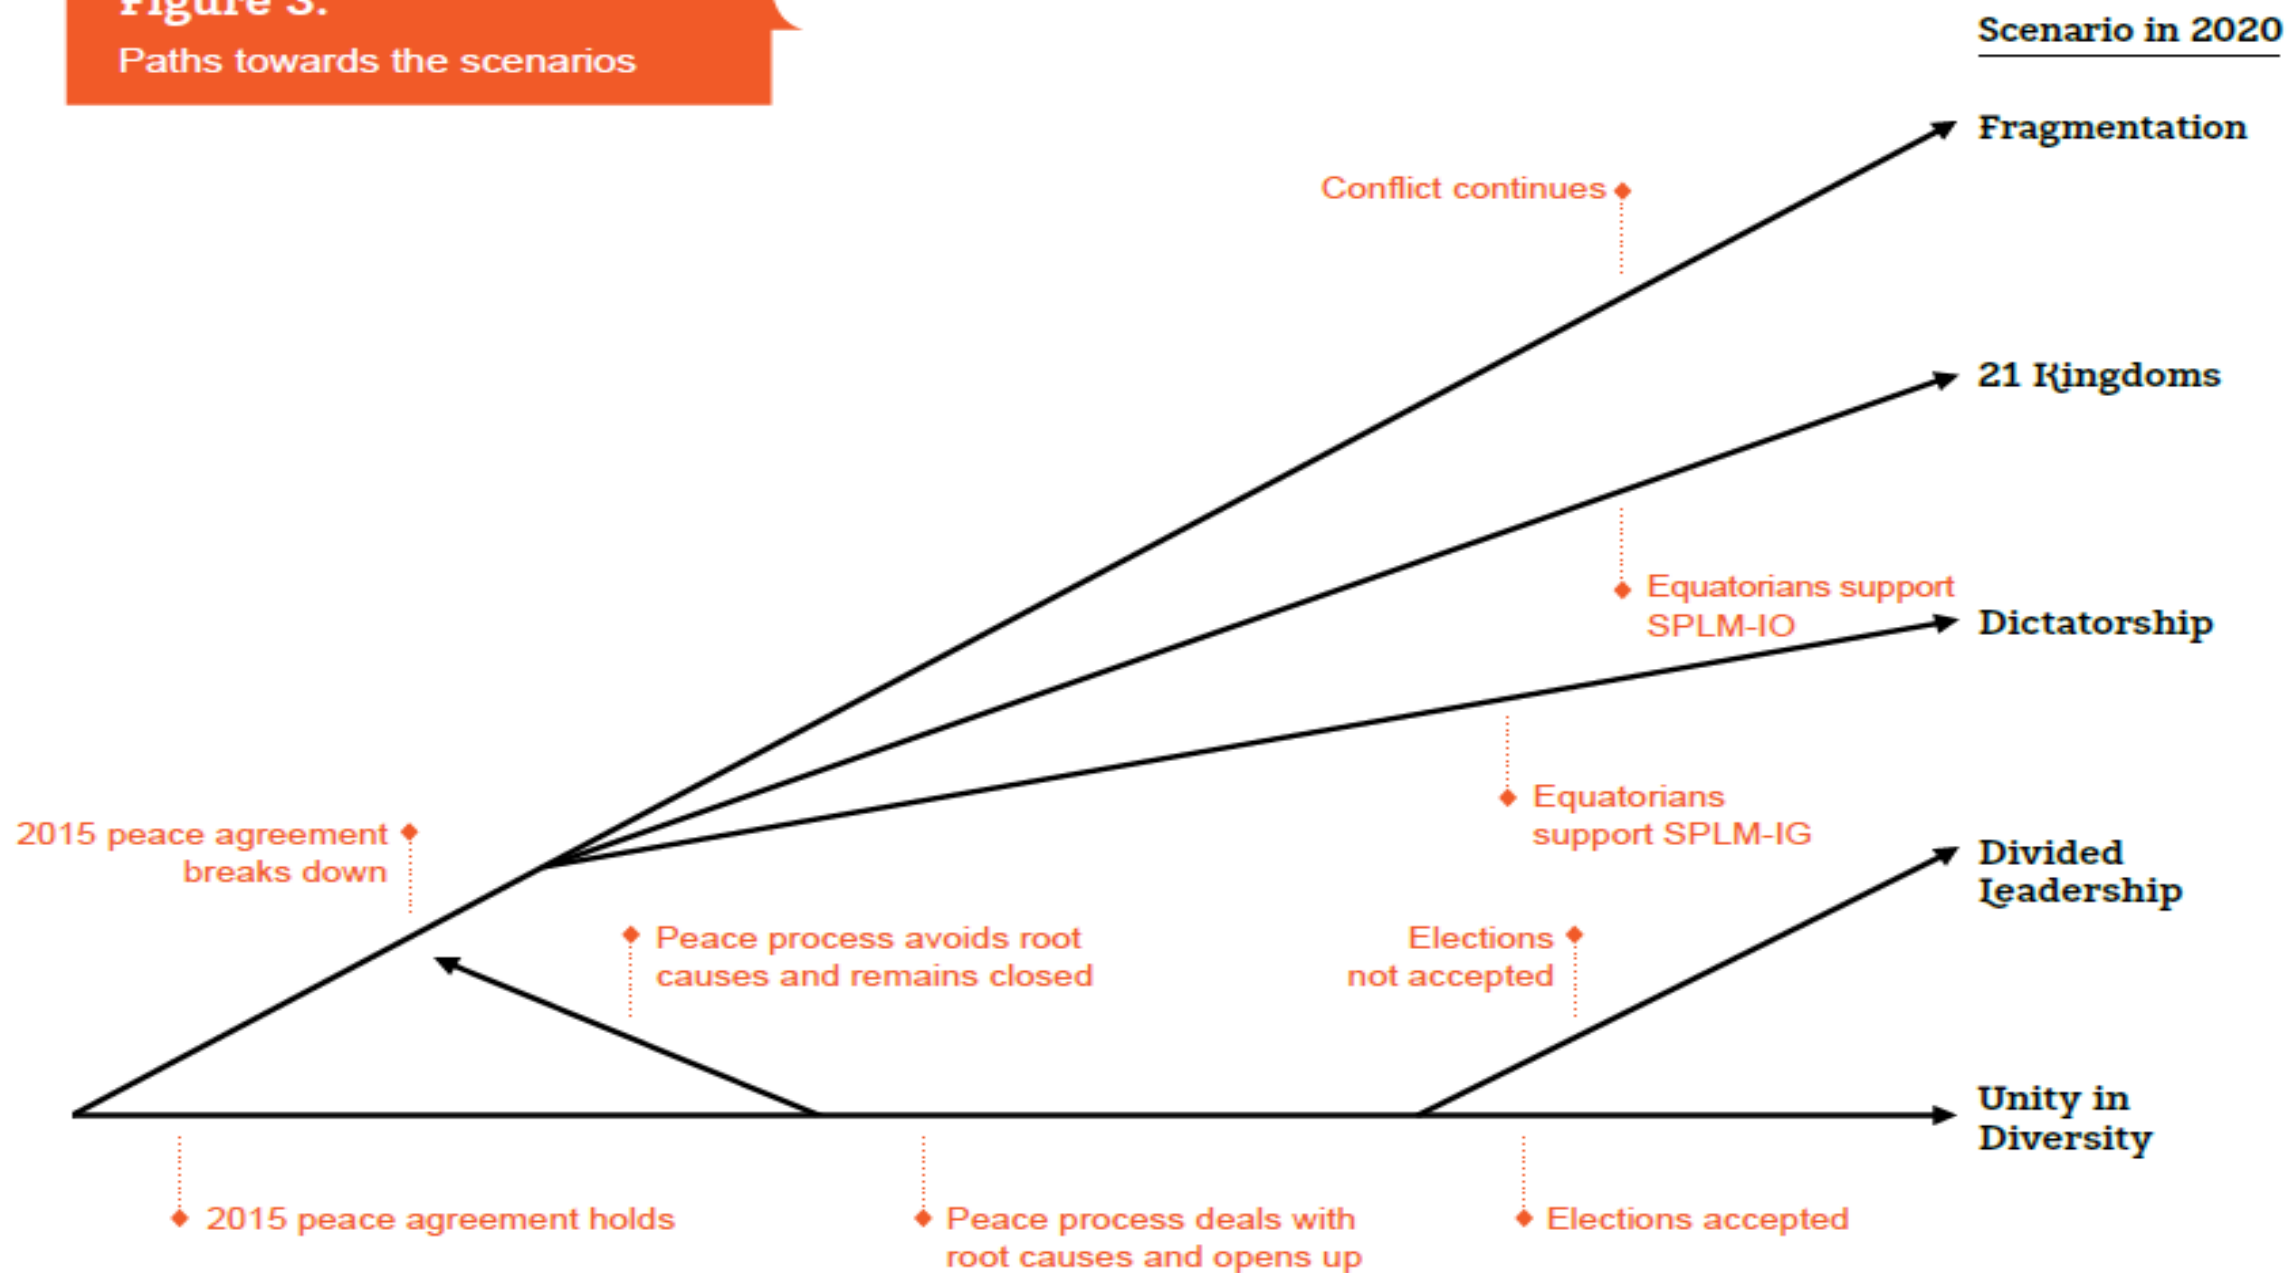 Figure 3:
Paths towards the scenarios
Scenario in 2020
Fragmentation
Conflict continues
21 Kingdoms
Equatorians support
SPLM-IO
Dictatorship
Equatorians
support SPLM-IG
2015 peace agreement
breaks down
Divided
Leadership
Peace process avoids root
causes and remains closed
Elections
not accepted
Unity in
Diversity
2015 peace agreement holds
Peace process deals with
root causes and opens up
Elections accepted